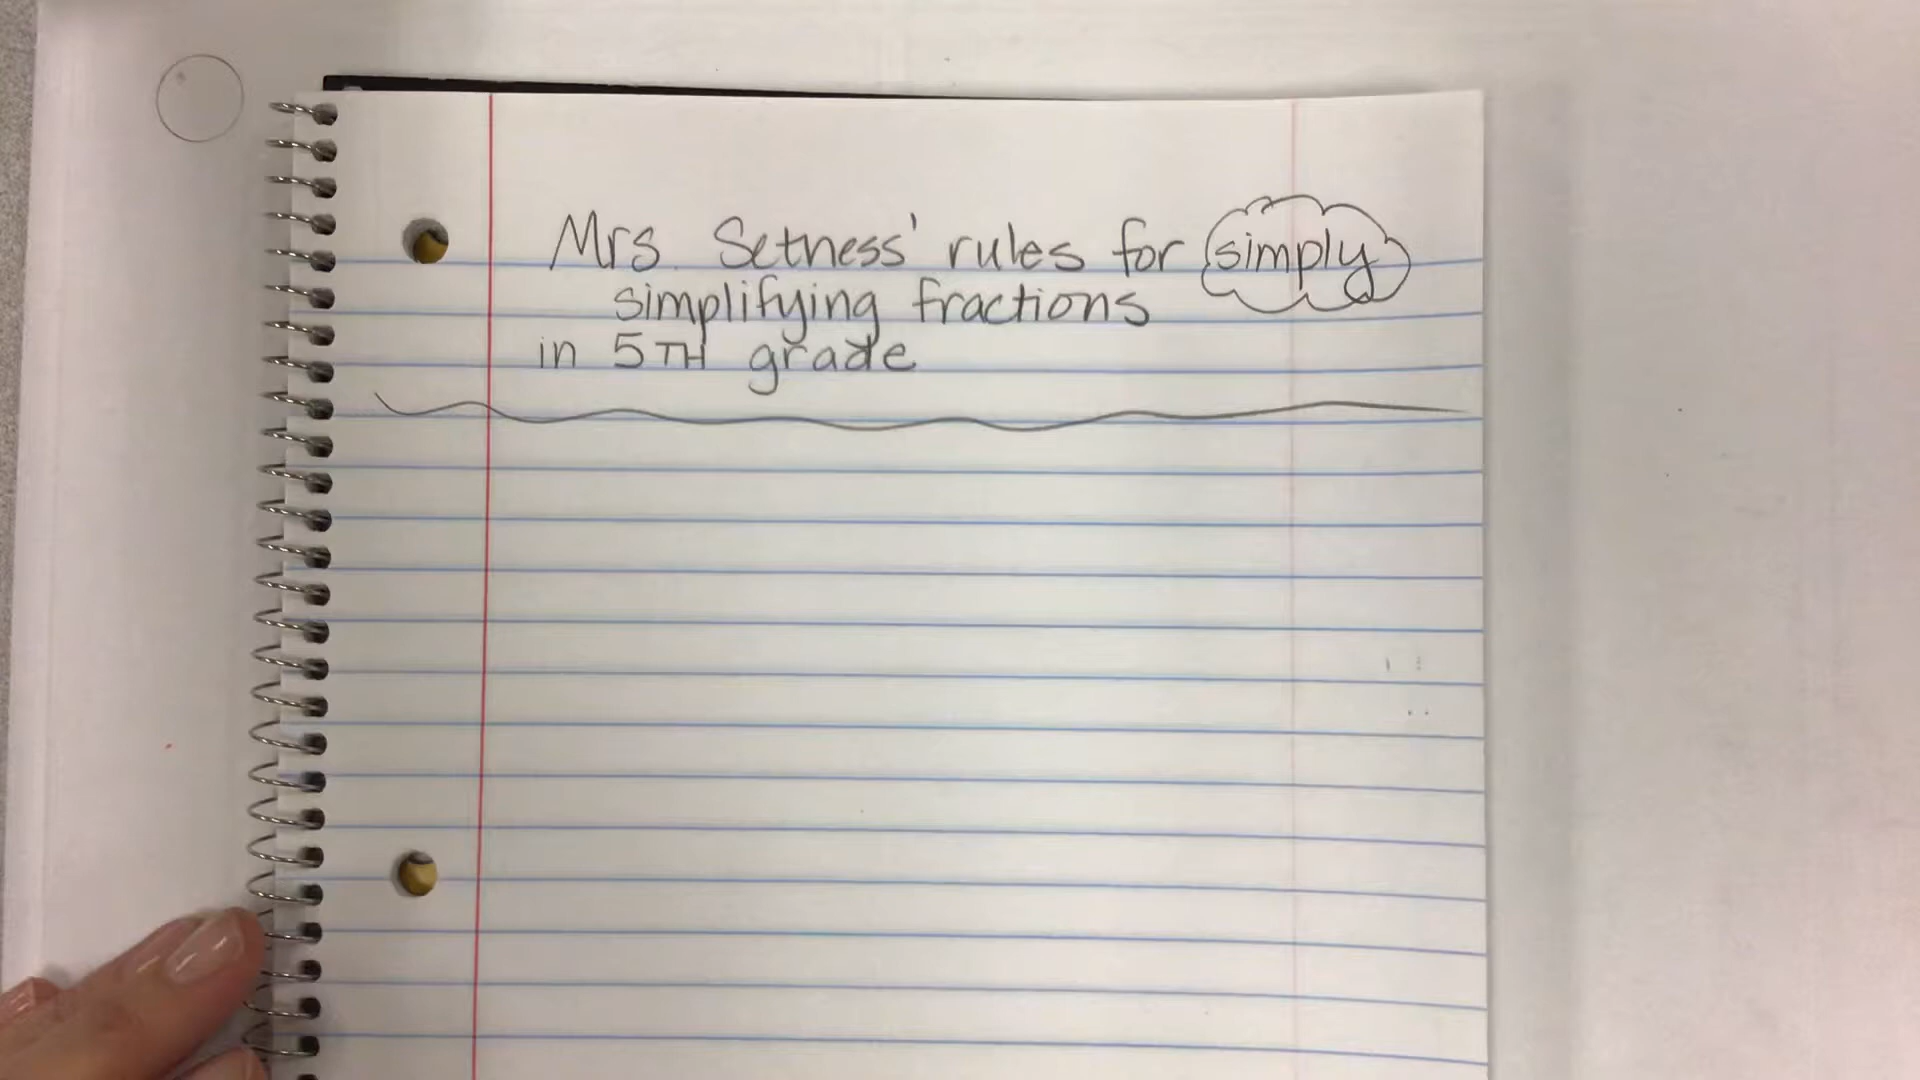 Mrs. Setness' rules for simply
simplifying fractions
in 5TH grade